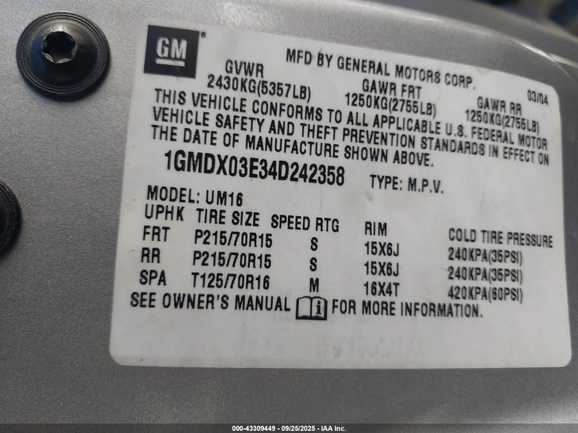 GM
MFD BY GENERAL MOTORS CORP.
03/04
GVWR GAWR FRT GAWR RR
2430KG(5357LB) 1250KG(2755LB) 1250KG(2755LB)
THIS VEHICLE CONFORMS TO ALL APPLICABLE U.S. FEDERAL MOTOR
VEHICLE SAFETY AND THEFT PREVENTION STANDARDS IN EFFECT ON
THE DATE OF MANUFACTURE SHOWN ABOVE.
1GMDX03E34D242358 TYPE: M.P.V.
MODEL: UM16
UPHK TIRE SIZE SPEED RTG RIM COLD TIRE PRESSURE
FRT P215/70R15 S 15X6J 240KPA(35PSI)
RR P215/70R15 S 15X6J 240KPA(35PSI)
SPA T125/70R16 M 16X4T 420KPA(60PSI)
SEE OWNER'S MANUAL i FOR MORE INFORMATION.
000-43309449 - 09/25/2025 - IAA Inc.